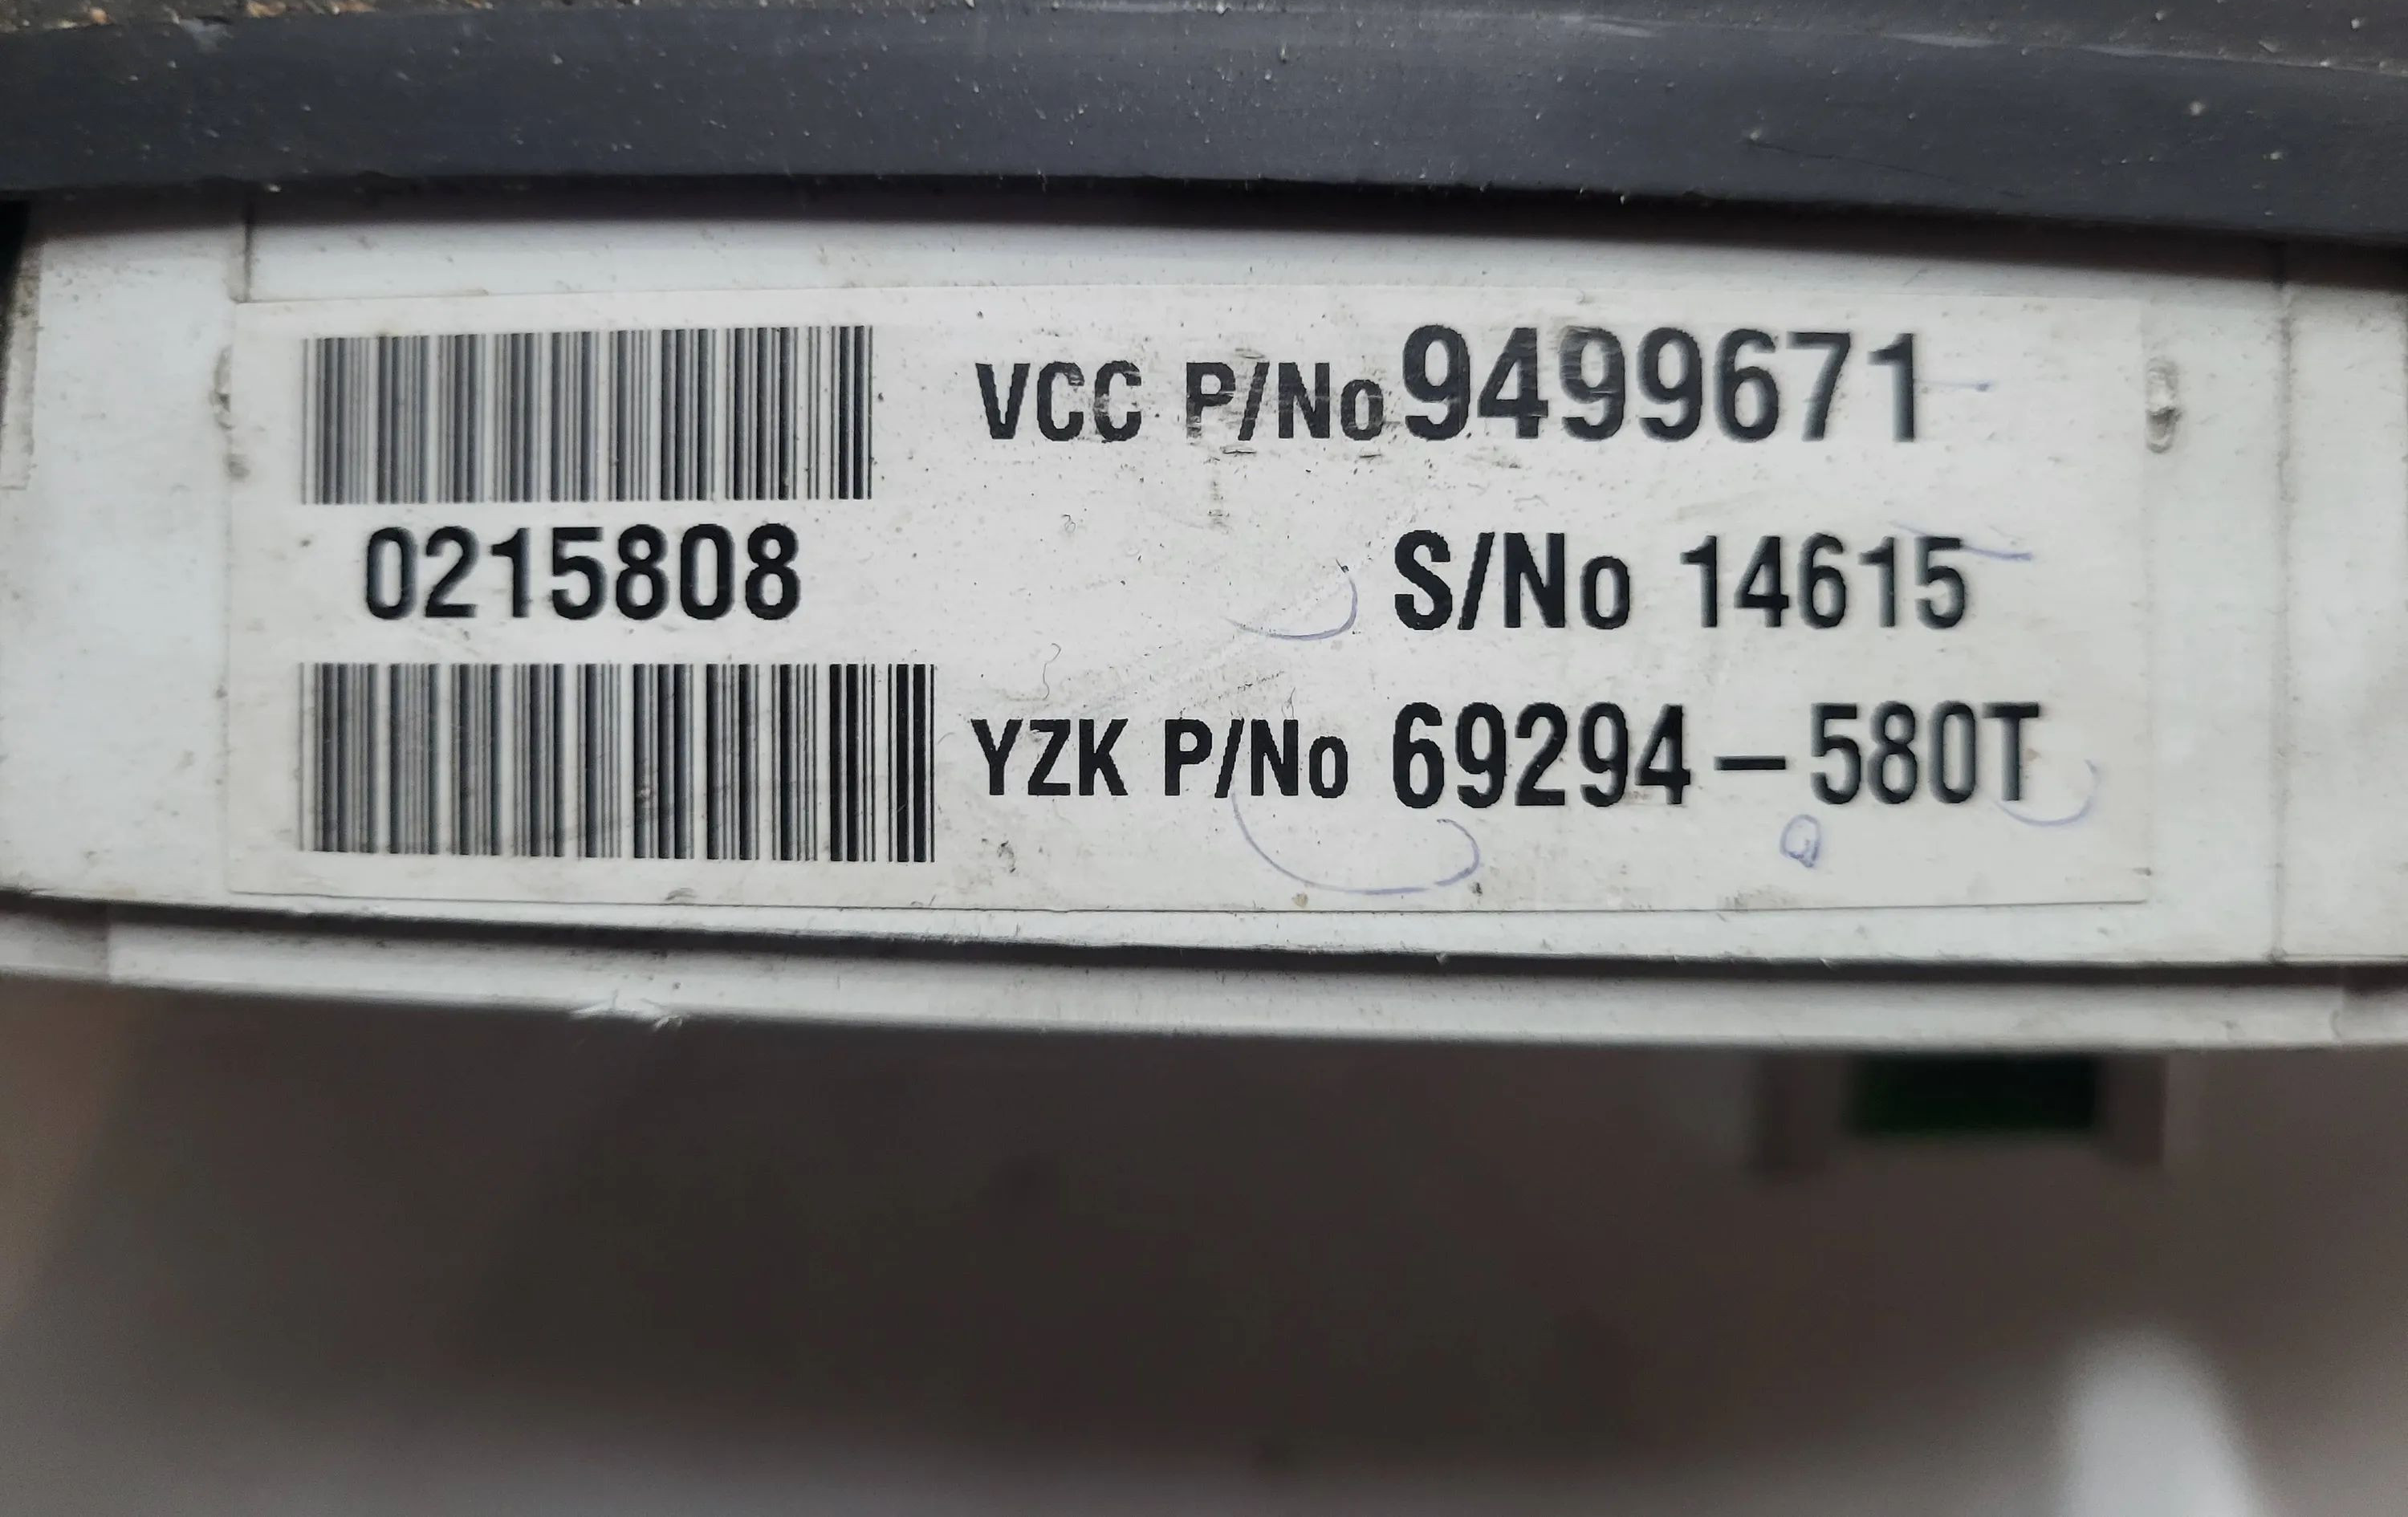 VCC P/No 9499671
0215808
S/No 14615
YZK P/No 69294-580T